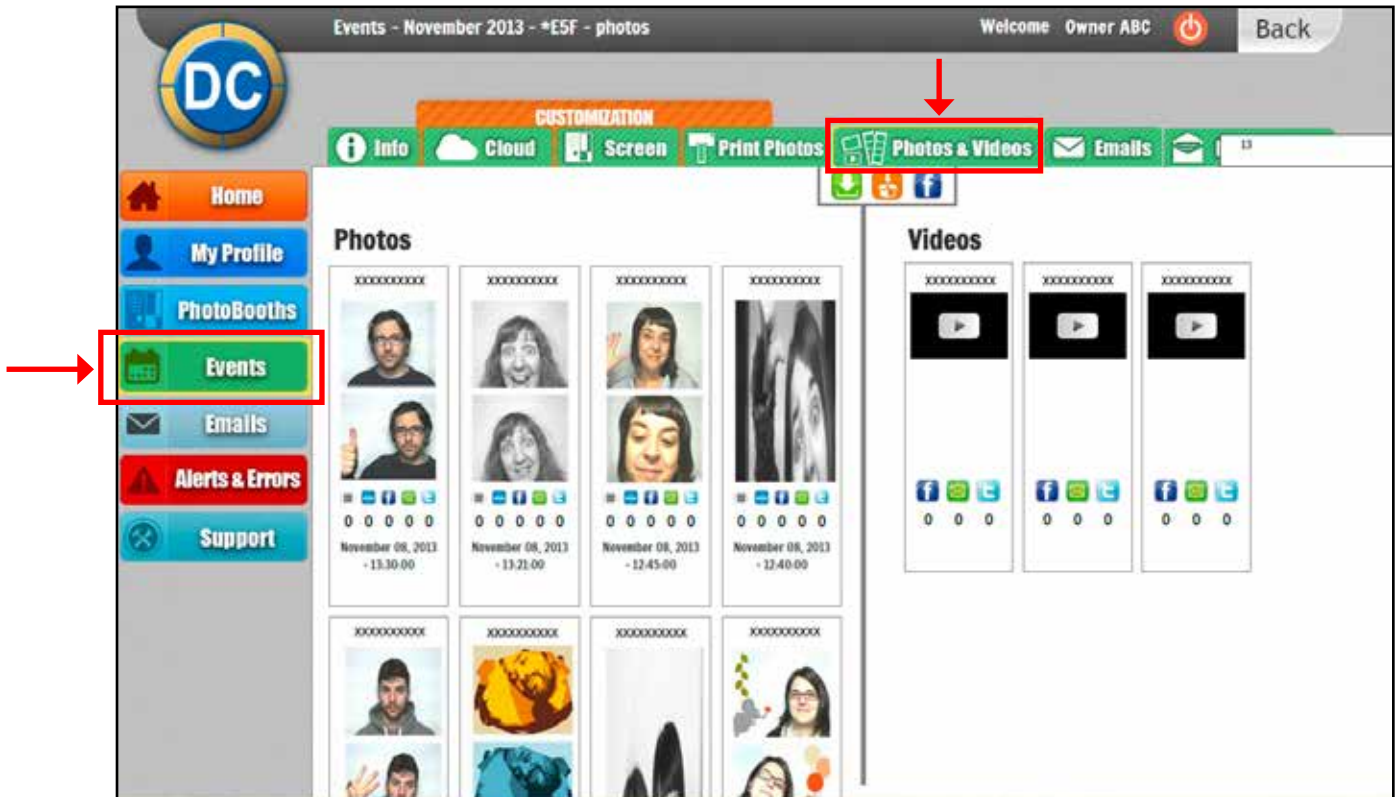 Events - November 2013 - *E5F - photos
Welcome Owner ABC
Back
DC
CUSTOMIZATION
Info
Cloud
Screen
Print Photos
Photos & Videos
Emails
13
Home
My Profile
PhotoBooths
Events
Emails
Alerts & Errors
Support
Photos
Videos
xxxxxxxxxx xxxxxxxxxx xxxxxxxxxx xxxxxxxxxx
xxxxxxxxxx xxxxxxxxxx xxxxxxxxxx
0 0 0 0 0
0 0 0 0 0
0 0 0 0 0
0 0 0 0 0
0 0 0
0 0 0
0 0 0
November 08, 2013
- 13:30:00
November 08, 2013
- 13:21:00
November 08, 2013
- 12:45:00
November 08, 2013
- 12:40:00
xxxxxxxxxx xxxxxxxxxx xxxxxxxxxx xxxxxxxxxx